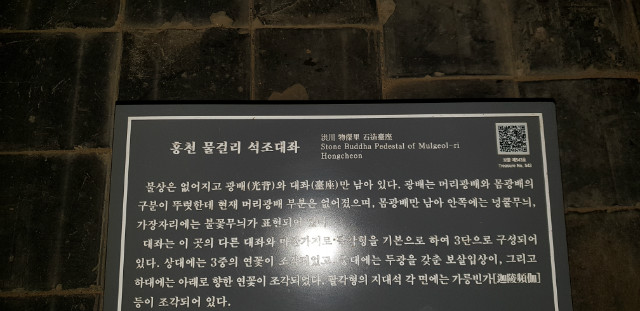 홍천 물걸리 석조대좌
洪川 物傑里 石造臺座
Stone Buddha Pedestal of Mulgeol-ri
Hongcheon
보물 제543호
Treasure No. 543
불상은 없어지고 광배(光背)와 대좌(臺座)만 남아 있다. 광배는 머리광배와 몸광배의
구분이 뚜렷한데 현재 머리광배 부분은 없어졌으며, 몸광배만 남아 안쪽에는 넝쿨무늬,
가장자리에는 불꽃무늬가 표현되어
대좌는 이 곳의 다른 대좌와 기본으로 하여 3단으로 구성되어
있다. 상대에는 3중의 연꽃이 두광을 갖춘 보살입상이, 그리고
하대에는 아래로 향한 연꽃이 조각되었다. 팔각형의 지대석 각 면에는 가릉빈가[迦陵頻伽]
등이 조각되어 있다.